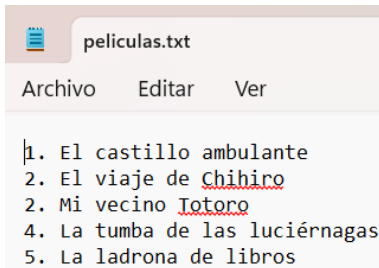 peliculas.txt
Archivo Editar Ver
1. El castillo ambulante
2. El viaje de Chihiro
2. Mi vecino Totoro
4. La tumba de las luciérnagas
5. La ladrona de libros